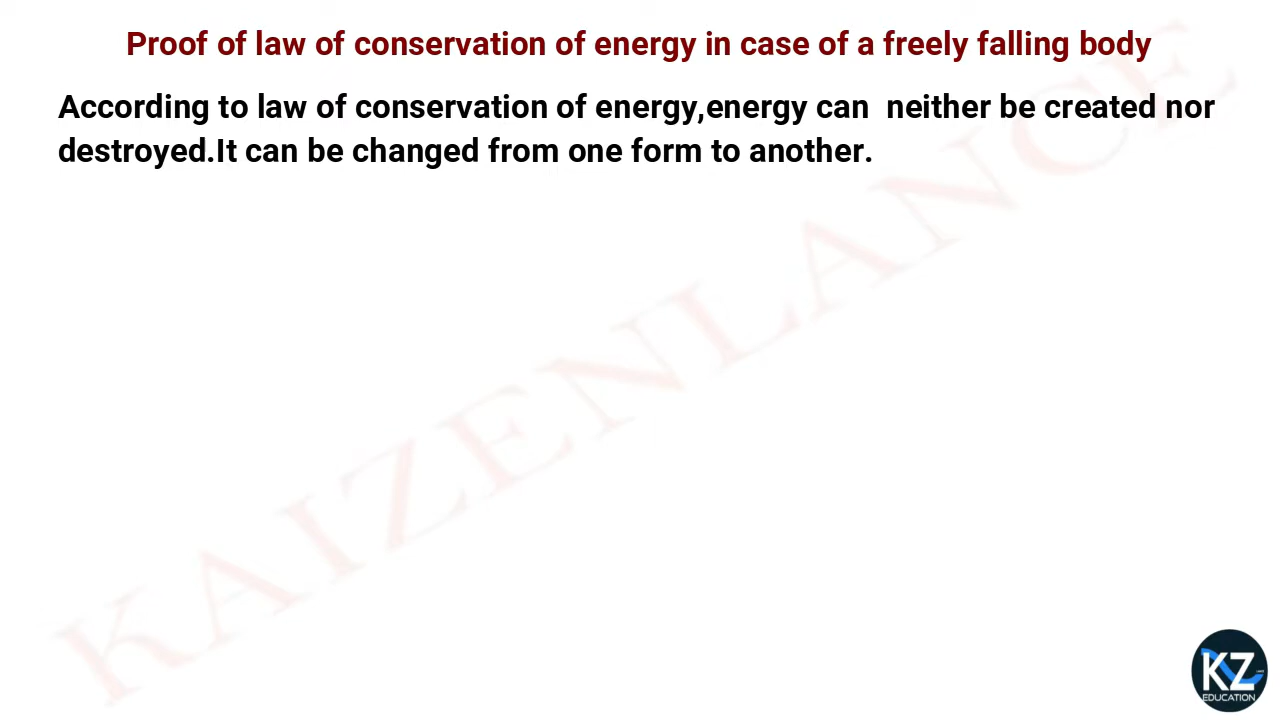 Proof of law of conservation of energy in case of a freely falling body
According to law of conservation of energy,energy can  neither be created nor
destroyed.It can be changed from one form to another.
KAIZENLANCE
KZ
EDUCATION